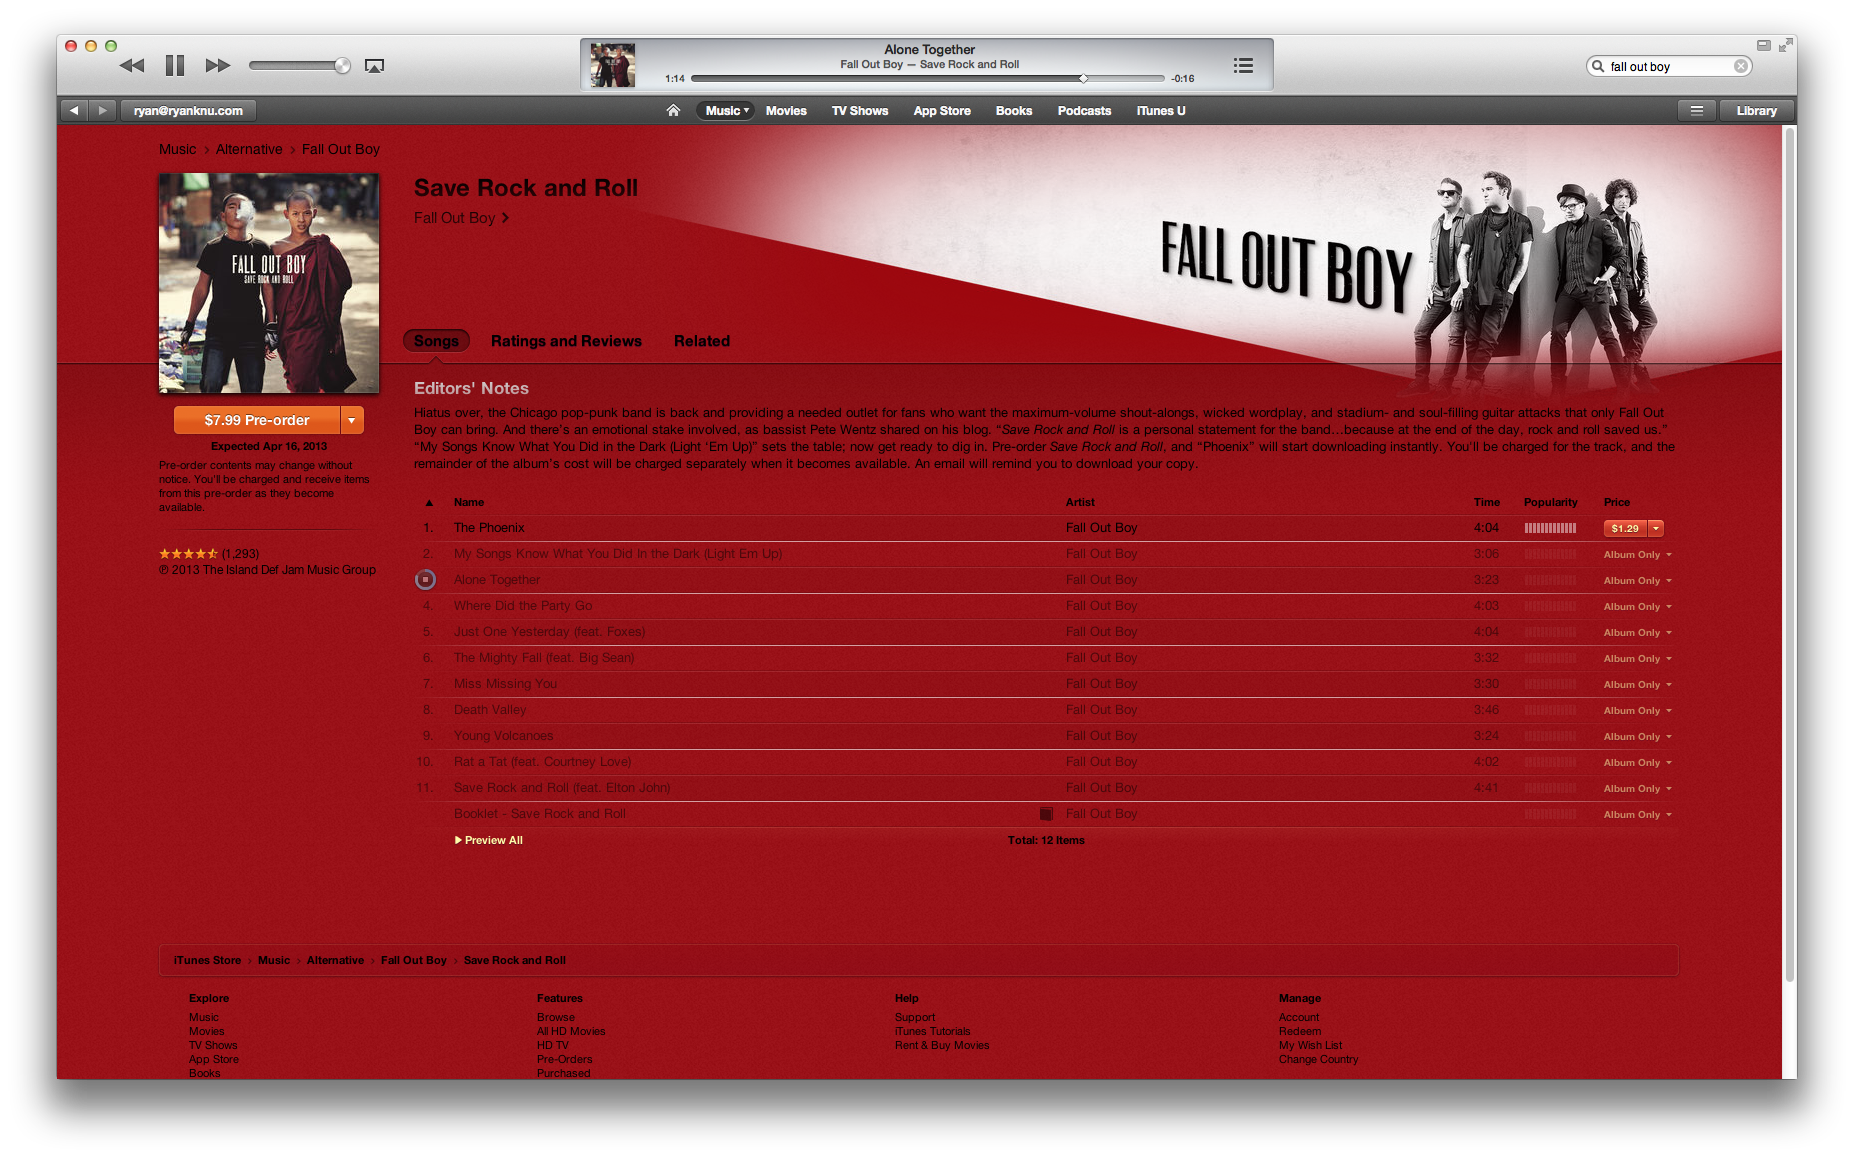 Alone Together
Fall Out Boy — Save Rock and Roll
1:14
-0:16
fall out boy
ryan@ryanknu.com
Music
Movies
TV Shows
App Store
Books
Podcasts
iTunes U
Library
Music > Alternative > Fall Out Boy
Save Rock and Roll
Fall Out Boy >
FALL OUT BOY
FALL OUT BOY
SAVE ROCK AND ROLL
Songs
Ratings and Reviews
Related
$7.99 Pre-order
Expected Apr 16, 2013
Pre-order contents may change without
notice. You'll be charged and receive items
from this pre-order as they become
available.
(1,293)
℗ 2013 The Island Def Jam Music Group
Editors' Notes
Hiatus over, the Chicago pop-punk band is back and providing a needed outlet for fans who want the maximum-volume shout-alongs, wicked wordplay, and stadium- and soul-filling guitar attacks that only Fall Out
Boy can bring. And there's an emotional stake involved, as bassist Pete Wentz shared on his blog. “Save Rock and Roll is a personal statement for the band…because at the end of the day, rock and roll saved us.”
“My Songs Know What You Did in the Dark (Light ‘Em Up)” sets the table; now get ready to dig in. Pre-order Save Rock and Roll, and “Phoenix” will start downloading instantly. You'll be charged for the track, and the
remainder of the album's cost will be charged separately when it becomes available. An email will remind you to download your copy.
Name Artist Time Popularity Price
1. The Phoenix Fall Out Boy 4:04 $1.29
2. My Songs Know What You Did In the Dark (Light Em Up) Fall Out Boy 3:06 Album Only
Alone Together Fall Out Boy 3:23 Album Only
4. Where Did the Party Go Fall Out Boy 4:03 Album Only
5. Just One Yesterday (feat. Foxes) Fall Out Boy 4:04 Album Only
6. The Mighty Fall (feat. Big Sean) Fall Out Boy 3:32 Album Only
7. Miss Missing You Fall Out Boy 3:30 Album Only
8. Death Valley Fall Out Boy 3:46 Album Only
9. Young Volcanoes Fall Out Boy 3:24 Album Only
10. Rat a Tat (feat. Courtney Love) Fall Out Boy 4:02 Album Only
11. Save Rock and Roll (feat. Elton John) Fall Out Boy 4:41 Album Only
Booklet - Save Rock and Roll Fall Out Boy Album Only
Preview All
Total: 12 Items
iTunes Store > Music > Alternative > Fall Out Boy > Save Rock and Roll
Explore
Music
Movies
TV Shows
App Store
Books
Features
Browse
All HD Movies
HD TV
Pre-Orders
Purchased
Help
Support
iTunes Tutorials
Rent & Buy Movies
Manage
Account
Redeem
My Wish List
Change Country